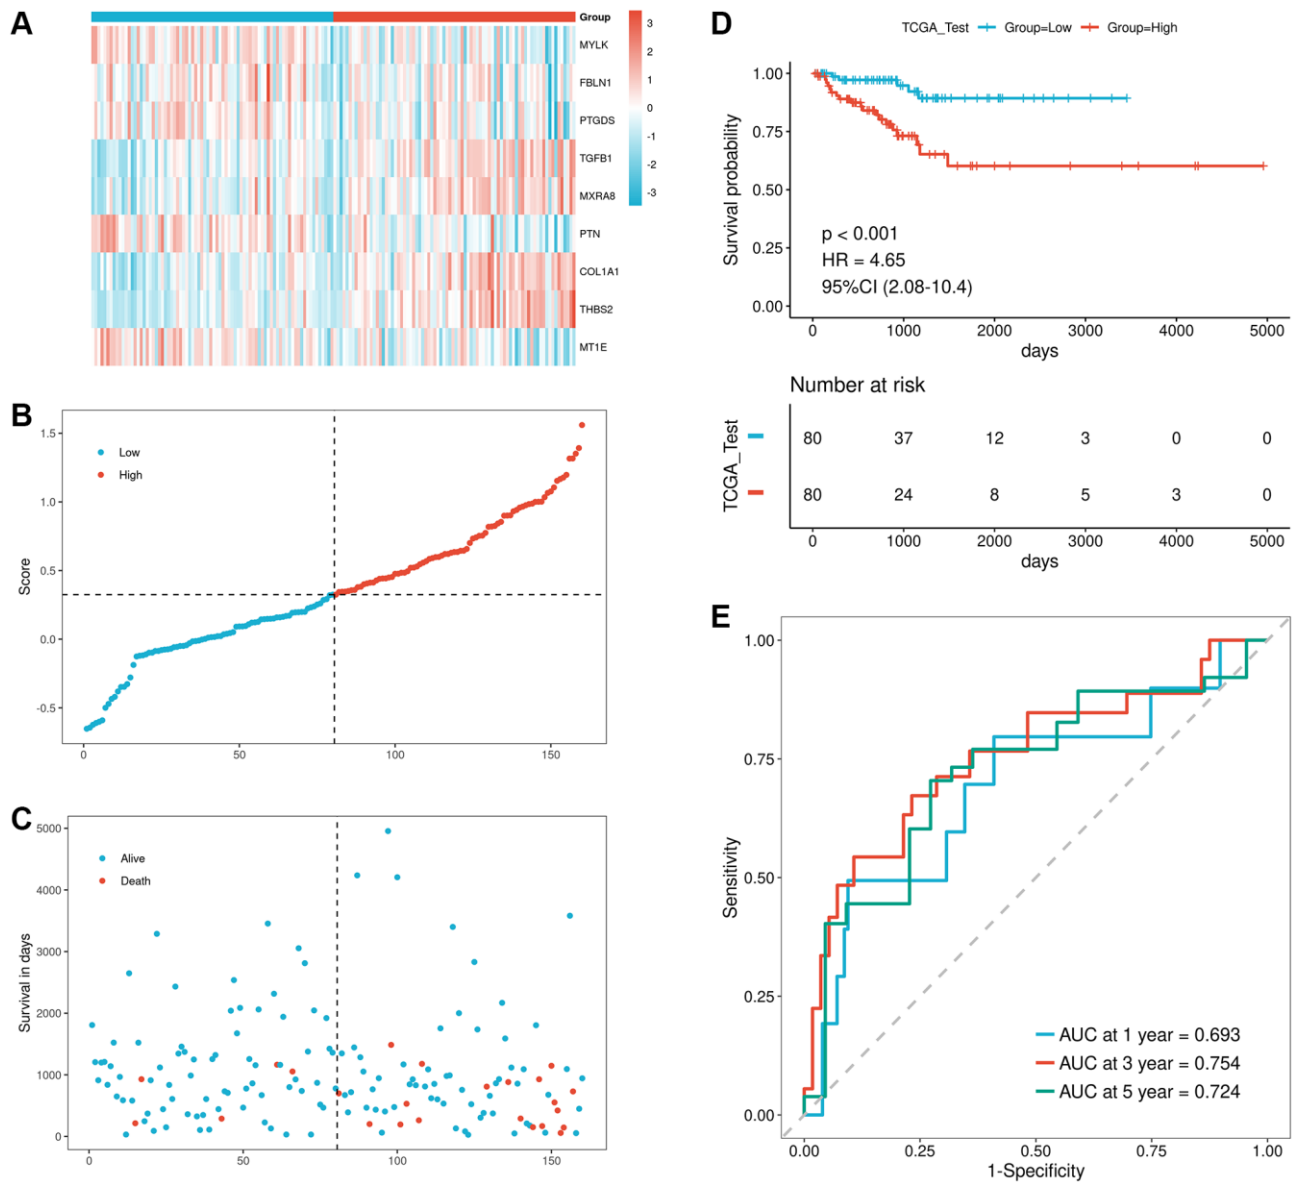 A
Group
MYLK
FBLN1
PTGDS
TGFB1
MXRA8
PTN
COL1A1
THBS2
MT1E
3
2
1
0
-1
-2
-3
B
Low
High
1.5
1.0
0.5
0.0
-0.5
Score
0 50 100 150
C
Alive
Death
5000
4000
3000
2000
1000
0
Survival in days
0 50 100 150
D
TCGA_Test Group=Low Group=High
1.00
0.75
0.50
0.25
0.00
Survival probability
p < 0.001
HR = 4.65
95%CI (2.08-10.4)
0 1000 2000 3000 4000 5000
days
Number at risk
TCGA_Test
80 37 12 3 0 0
80 24 8 5 3 0
0 1000 2000 3000 4000 5000
days
E
1.00
0.75
0.50
0.25
0.00
Sensitivity
AUC at 1 year = 0.693
AUC at 3 year = 0.754
AUC at 5 year = 0.724
0.00 0.25 0.50 0.75 1.00
1-Specificity